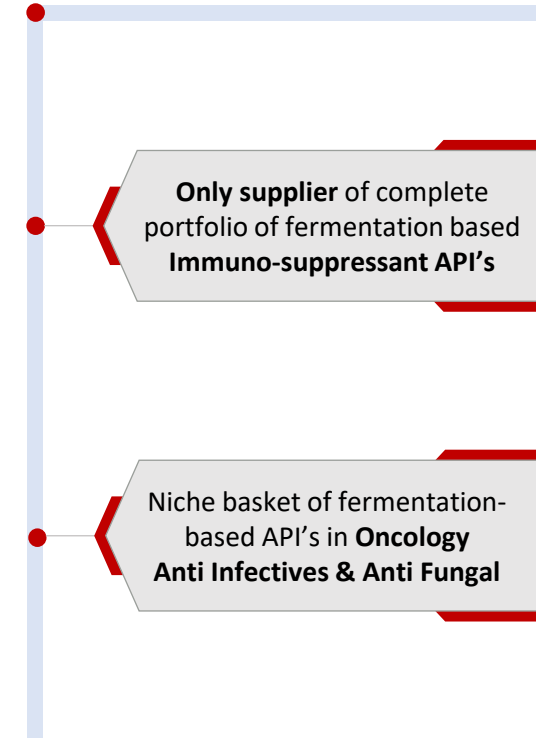 Only supplier of complete
portfolio of fermentation based
Immuno-suppressant API’s
Niche basket of fermentation-
based API’s in Oncology
Anti Infectives & Anti Fungal